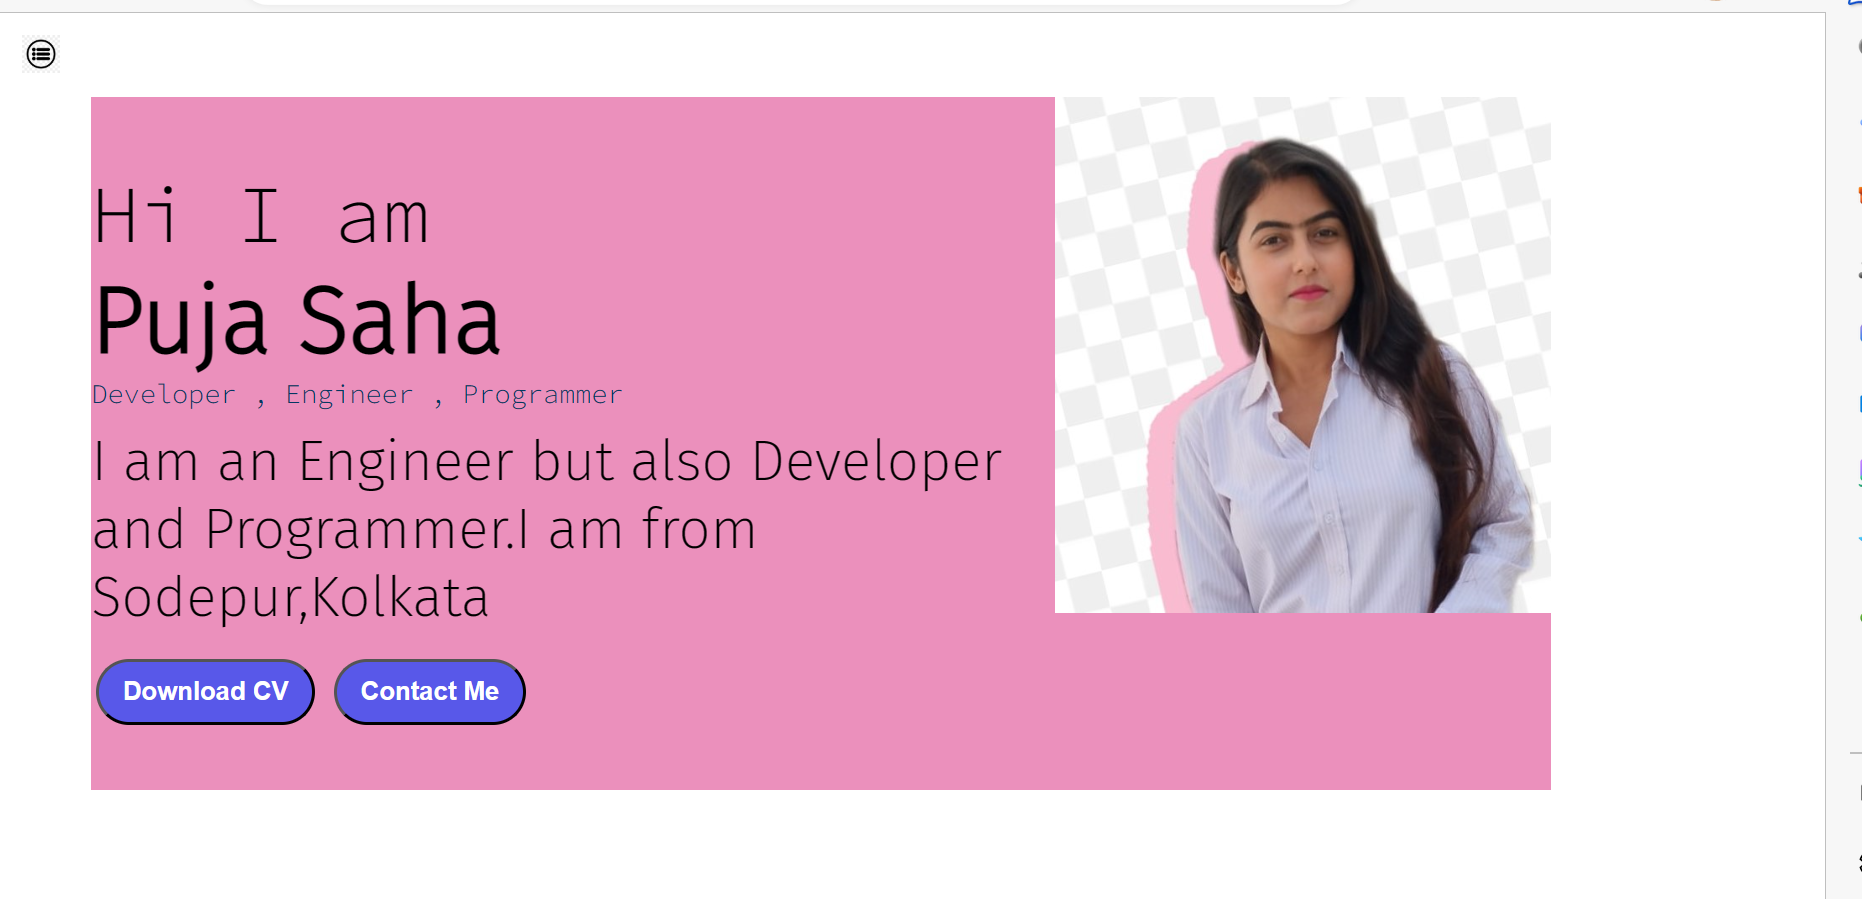 Hi I am
Puja Saha
Developer , Engineer , Programmer
I am an Engineer but also Developer
and Programmer.I am from
Sodepur,Kolkata
Download CV
Contact Me